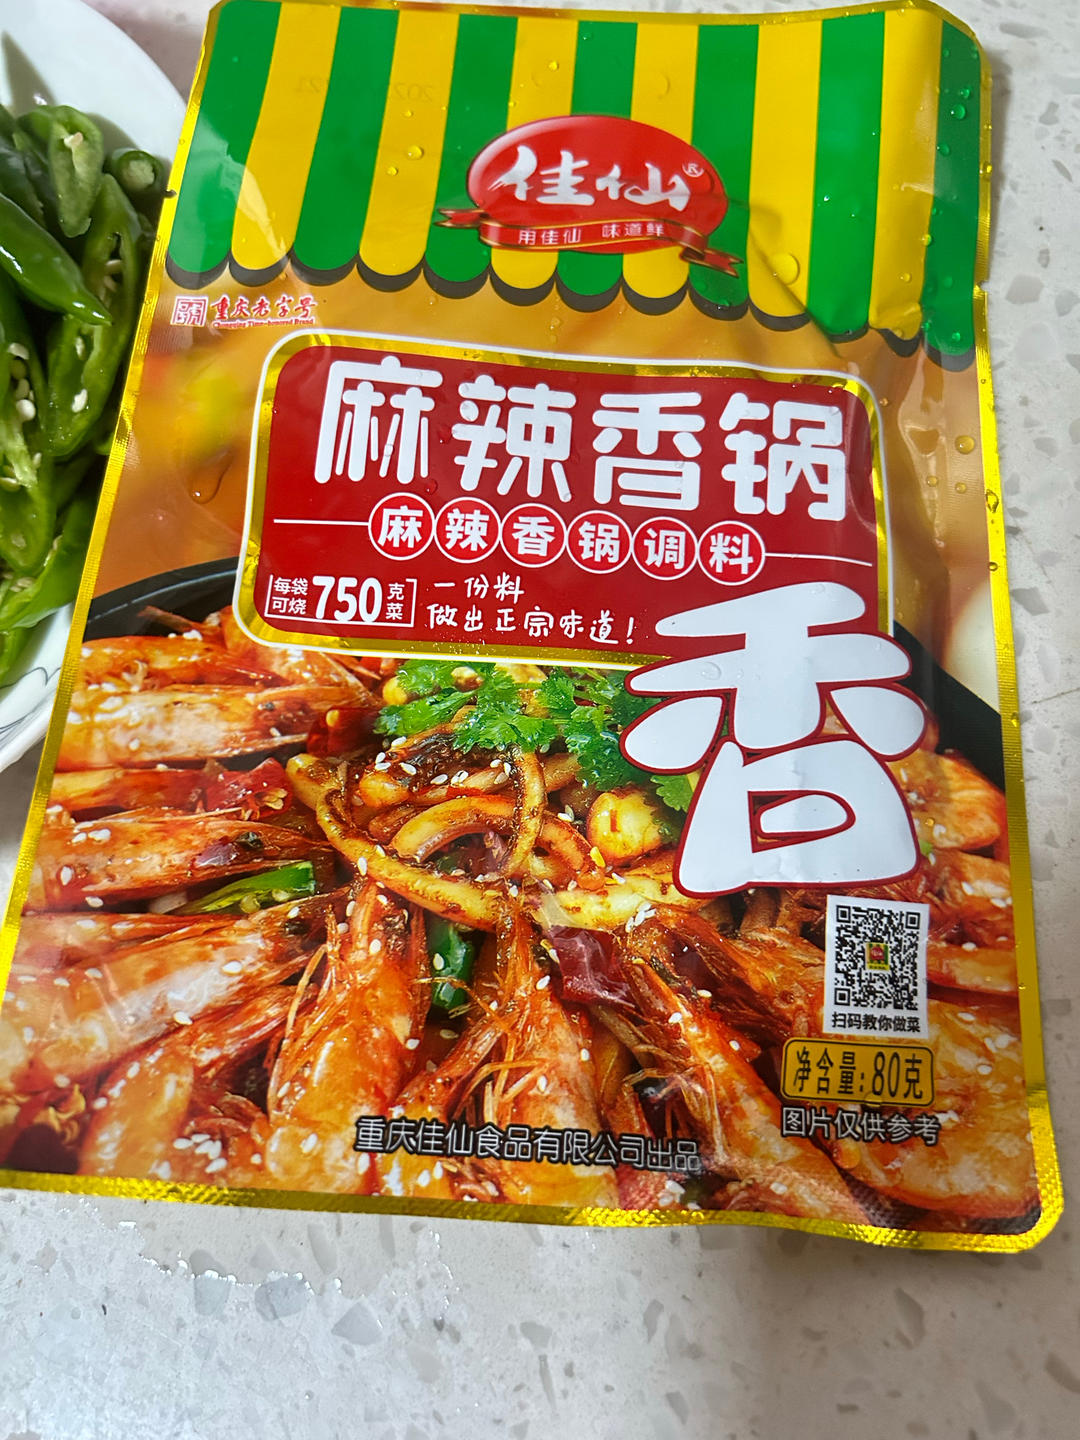 佳仙®
用佳仙 味道鲜
重庆老字号
Chongqing Time-honored Brand
麻辣香锅
麻辣香锅调料
每袋可烧750克菜
一份料
做出正宗味道！
香
扫码教你做菜
净含量：80克
图片仅供参考
重庆佳仙食品有限公司出品